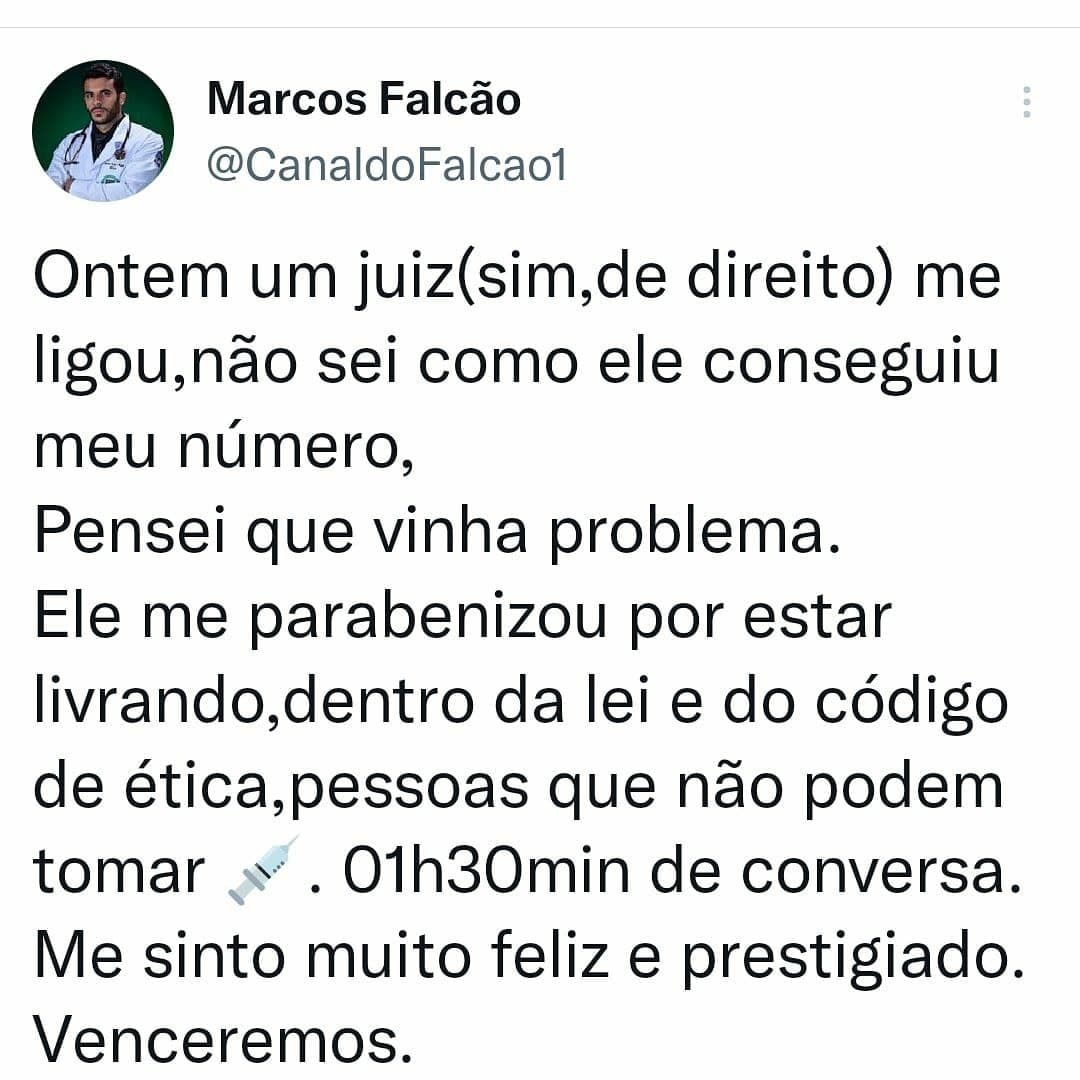 Marcos Falcão
@CanaldoFalcao1
Ontem um juiz(sim,de direito) me
ligou,não sei como ele conseguiu
meu número,
Pensei que vinha problema.
Ele me parabenizou por estar
livrando,dentro da lei e do código
de ética,pessoas que não podem
tomar 💉. 01h30min de conversa.
Me sinto muito feliz e prestigiado.
Venceremos.